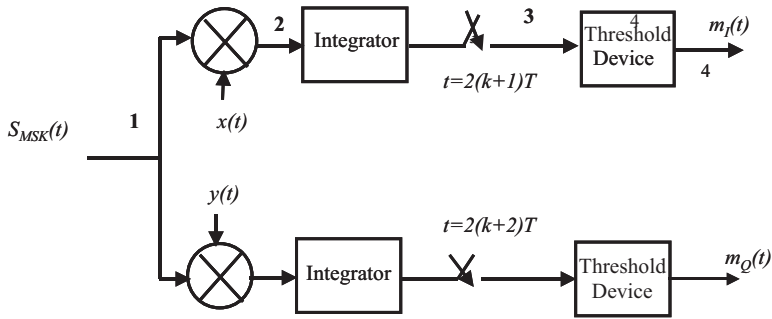 2
Integrator
3
4
Threshold
Device
m_I(t)
4
t=2(k+1)T
x(t)
1
S_MSK(t)
y(t)
t=2(k+2)T
Integrator
Threshold
Device
m_Q(t)